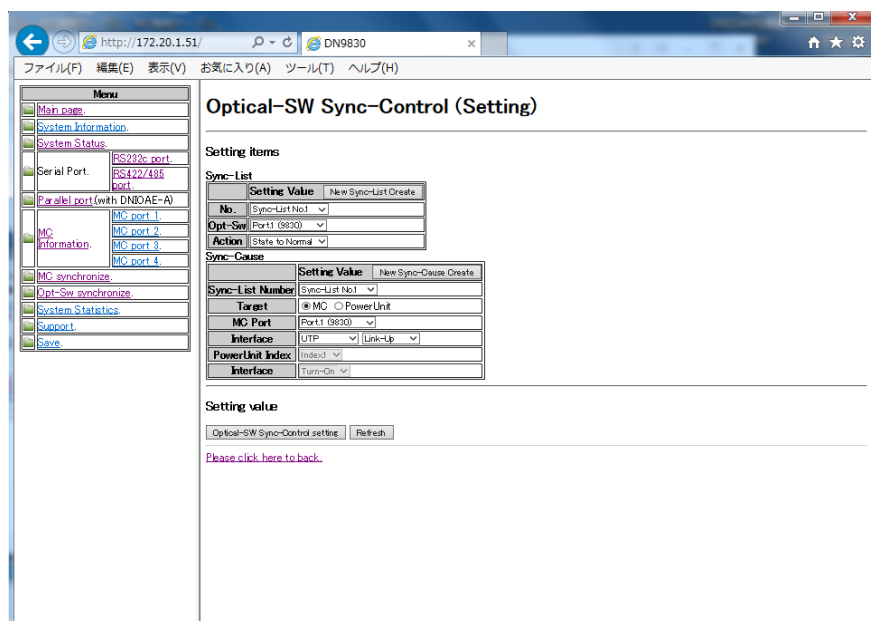 http://172.20.1.51/
DN9830
ファイル(F) 編集(E) 表示(V) お気に入り(A) ツール(T) ヘルプ(H)
Menu
Main page.
System Information.
System Status.
Serial Port.
RS232c port.
RS422/485 port.
Parallel port.(with DNIOAE-A)
MC Information.
MC port 1.
MC port 2.
MC port 3.
MC port 4.
MC synchronize.
Opt-Sw synchronize.
System Statistics.
Support.
Save.
Optical-SW Sync-Control (Setting)
Setting items
Sync-List
Setting Value New Sync-List Create
No. Sync-List No.1
Opt-Sw Port.1 (9830)
Action State to Normal
Sync-Cause
Setting Value New Sync-Cause Create
Sync-List Number Sync-List No.1
Target MC PowerUnit
MC Port Port.1 (9830)
Interface UTP Link-Up
PowerUnit Index Index1
Interface Turn-On
Setting value
Optical-SW Sync-Control setting Refresh
Please click here to back.